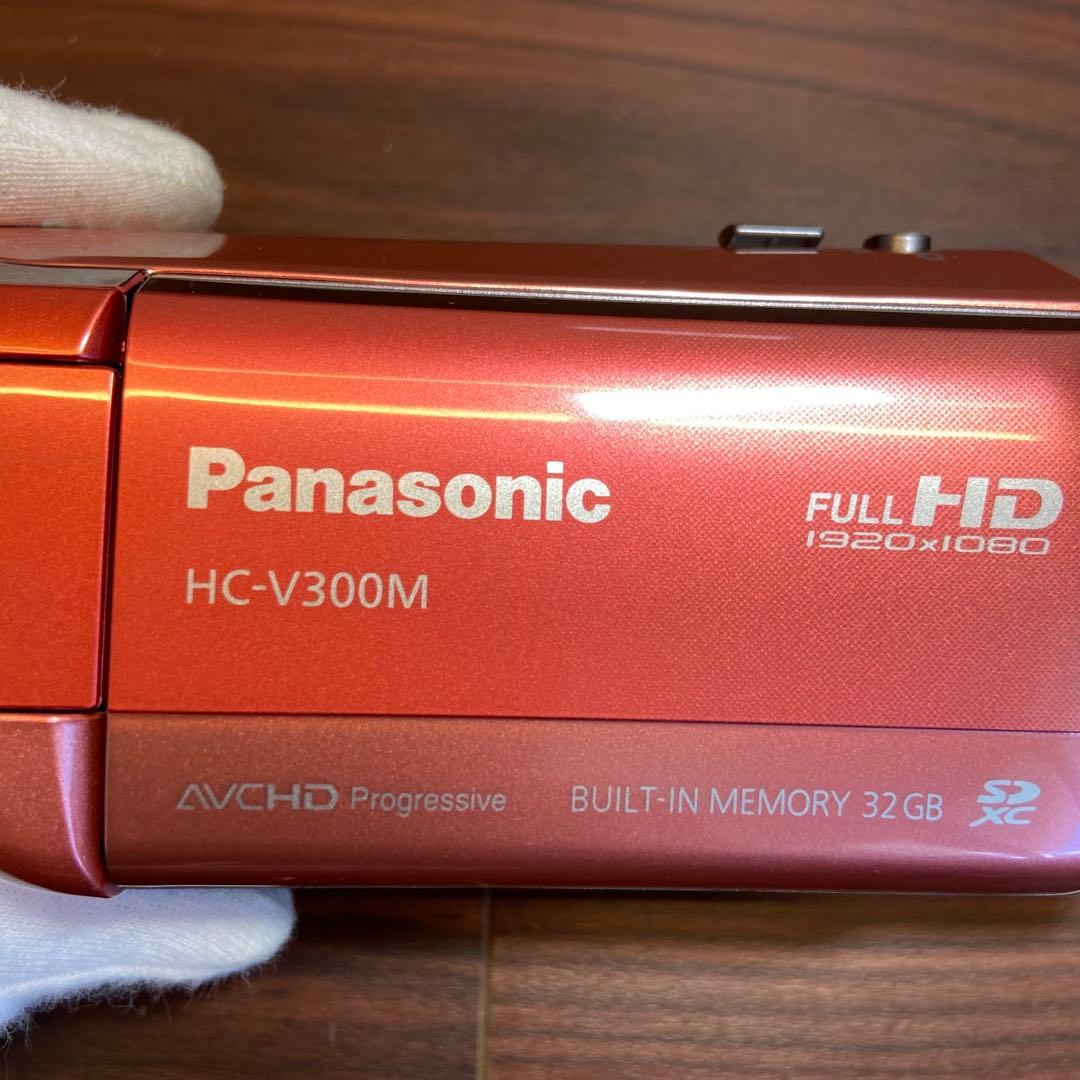 Panasonic
HC-V300M
FULL HD
1920x1080
AVCHD Progressive
BUILT-IN MEMORY 32GB
SD
XC